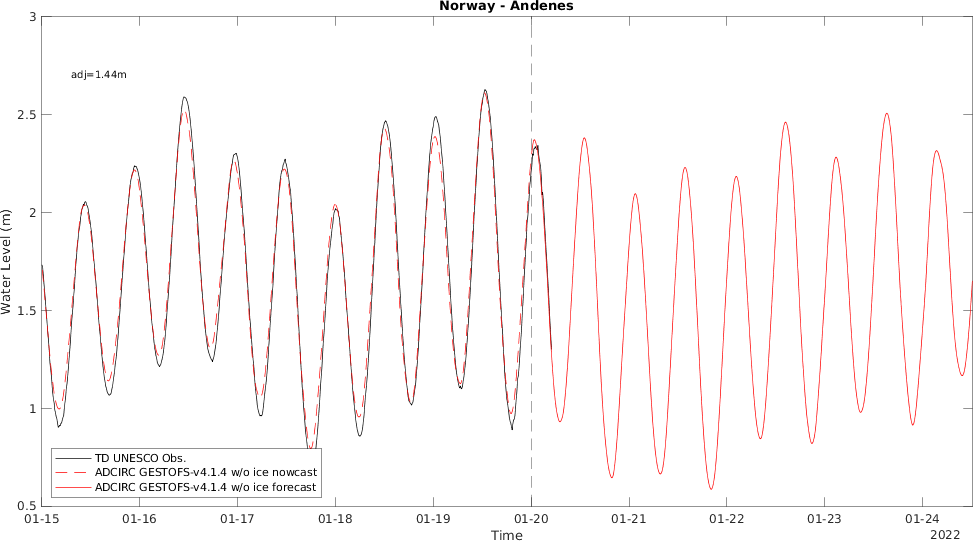 Norway - Andenes
3
adj=1.44m
2.5
2
Water Level (m)
1.5
1
TD UNESCO Obs.
ADCIRC GESTOFS-v4.1.4 w/o ice nowcast
ADCIRC GESTOFS-v4.1.4 w/o ice forecast
0.5
01-15 01-16 01-17 01-18 01-19 01-20 01-21 01-22 01-23 01-24
Time
2022